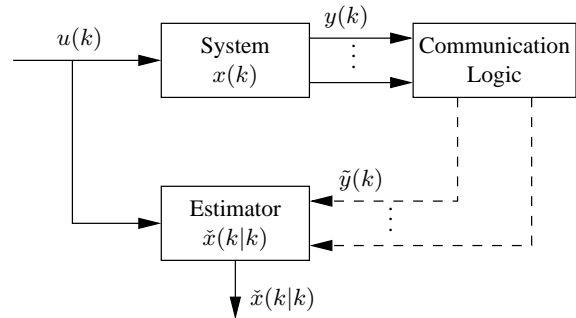 u(k)
System
x(k)
y(k)
⋮
Communication
Logic
ỹ(k)
⋮
Estimator
x̌(k|k)
x̌(k|k)